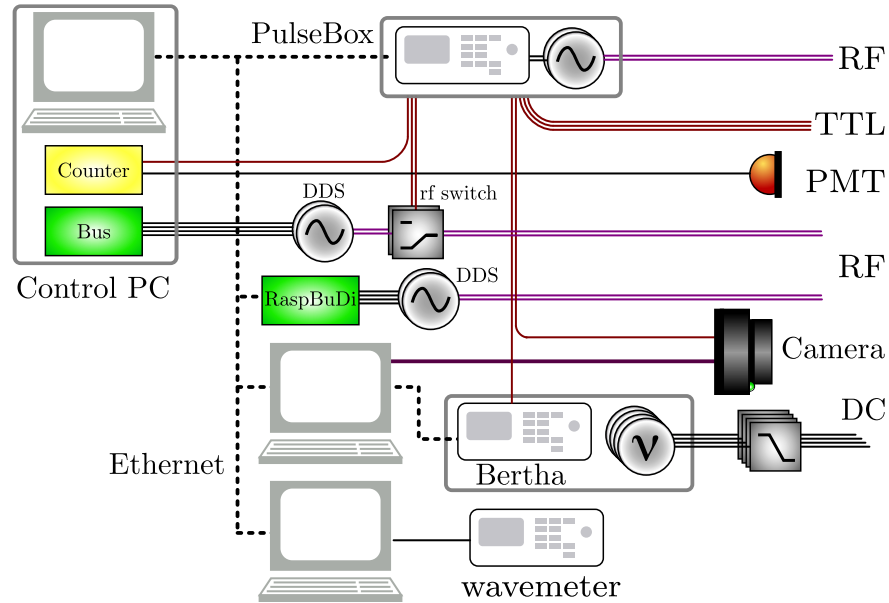 PulseBox
RF
TTL
Counter
PMT
DDS
rf switch
Bus
Control PC
RF
DDS
RaspBuDi
Camera
DC
Ethernet
ν
Bertha
wavemeter